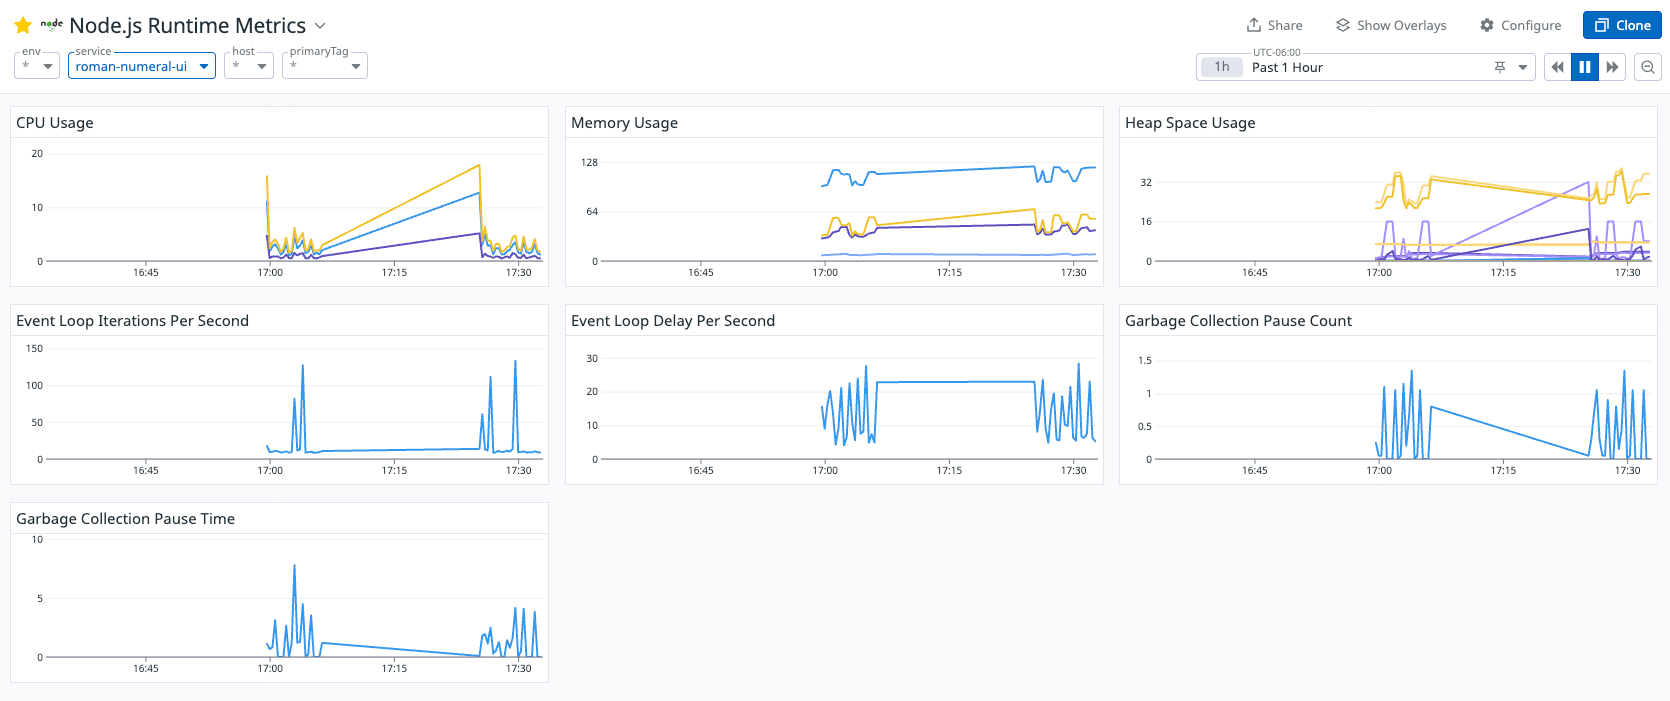 node Node.js Runtime Metrics
Share
Show Overlays
Configure
Clone
env
*
service
roman-numeral-ui
host
*
primaryTag
*
UTC-06:00
1h
Past 1 Hour
CPU Usage
20
10
0
16:45
17:00
17:15
17:30
Memory Usage
128
64
0
16:45
17:00
17:15
17:30
Heap Space Usage
32
16
0
16:45
17:00
17:15
17:30
Event Loop Iterations Per Second
150
100
50
0
16:45
17:00
17:15
17:30
Event Loop Delay Per Second
30
20
10
0
16:45
17:00
17:15
17:30
Garbage Collection Pause Count
1.5
1
0.5
0
16:45
17:00
17:15
17:30
Garbage Collection Pause Time
10
5
0
16:45
17:00
17:15
17:30